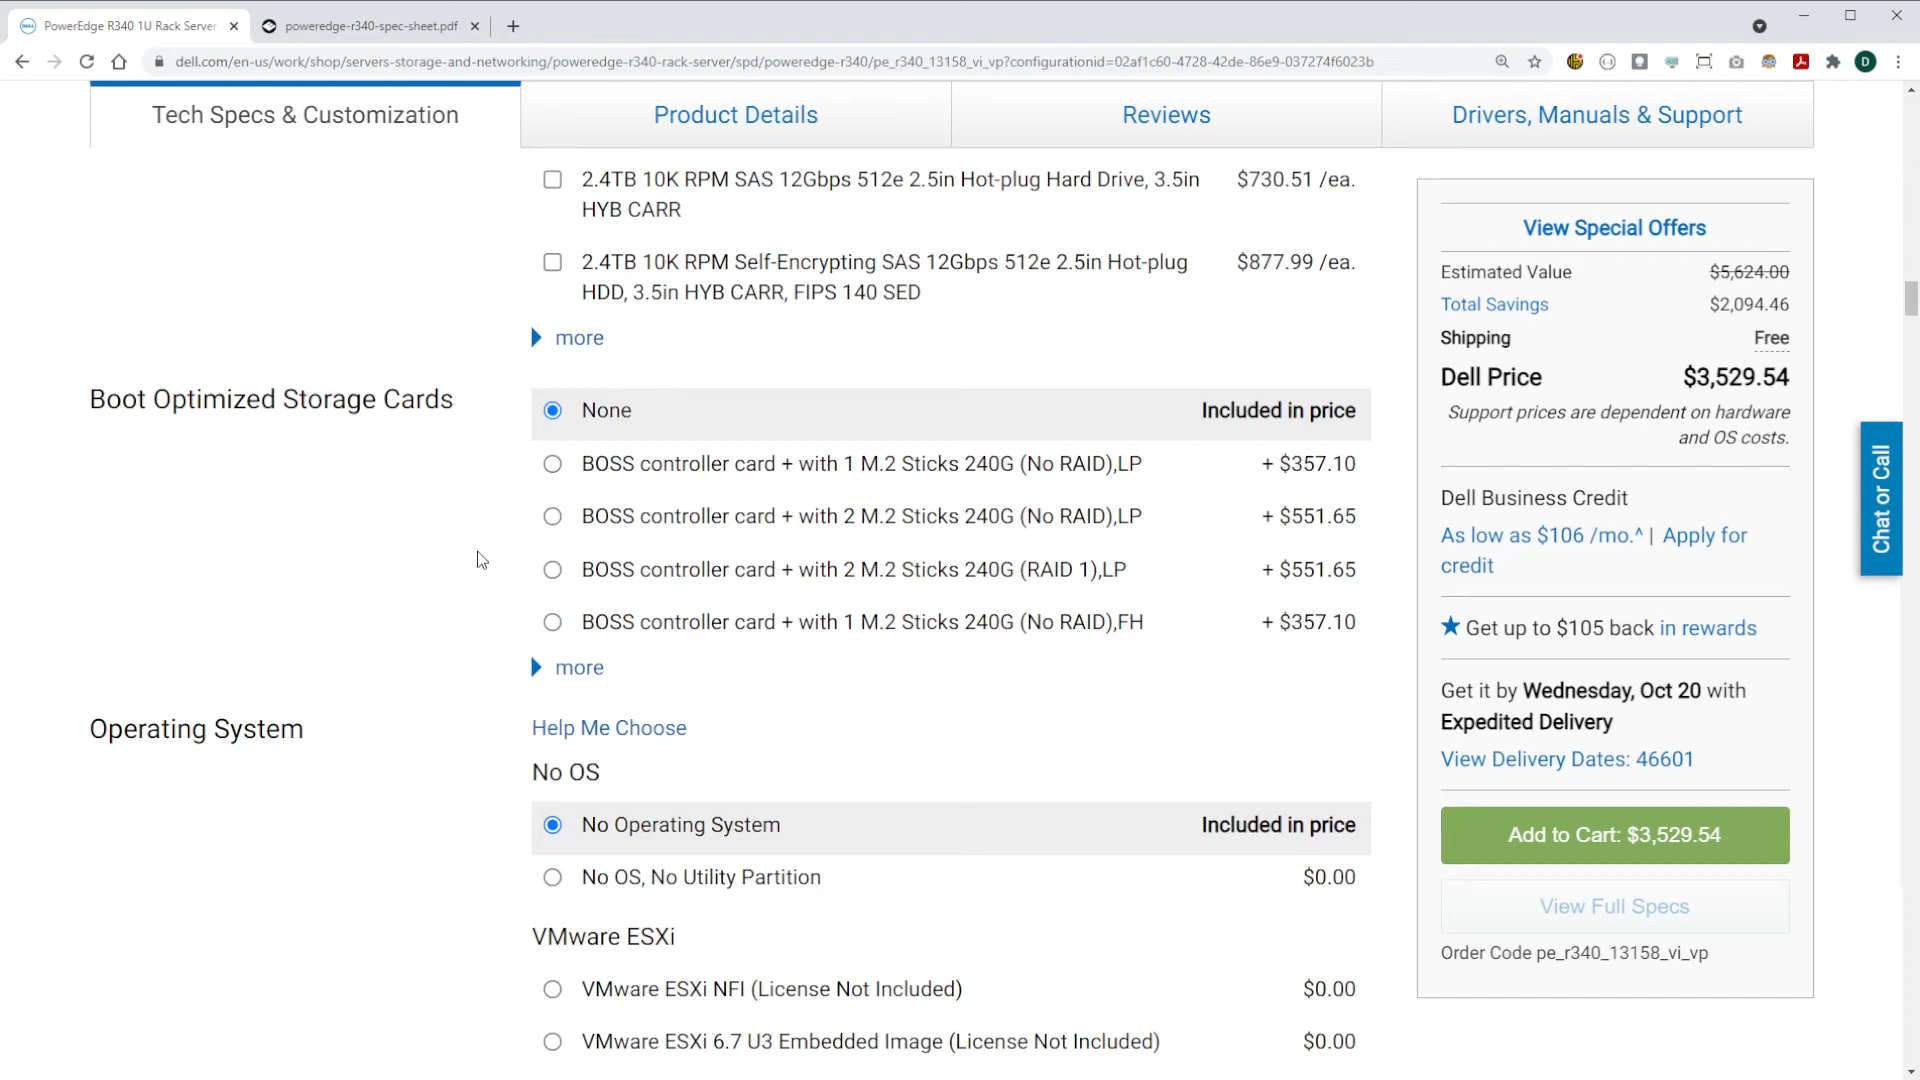 PowerEdge R340 1U Rack Server
poweredge-r340-spec-sheet.pdf
dell.com/en-us/work/shop/servers-storage-and-networking/poweredge-r340-rack-server/spd/poweredge-r340/pe_r340_13158_vi_vp?configurationid=02af1c60-4728-42de-86e9-037274f6023b
D
Tech Specs & Customization
Product Details
Reviews
Drivers, Manuals & Support
2.4TB 10K RPM SAS 12Gbps 512e 2.5in Hot-plug Hard Drive, 3.5in $730.51 /ea.
HYB CARR
2.4TB 10K RPM Self-Encrypting SAS 12Gbps 512e 2.5in Hot-plug $877.99 /ea.
HDD, 3.5in HYB CARR, FIPS 140 SED
more
Boot Optimized Storage Cards
None Included in price
BOSS controller card + with 1 M.2 Sticks 240G (No RAID),LP + $357.10
BOSS controller card + with 2 M.2 Sticks 240G (No RAID),LP + $551.65
BOSS controller card + with 2 M.2 Sticks 240G (RAID 1),LP + $551.65
BOSS controller card + with 1 M.2 Sticks 240G (No RAID),FH + $357.10
more
Operating System
Help Me Choose
No OS
No Operating System Included in price
No OS, No Utility Partition $0.00
VMware ESXi
VMware ESXi NFI (License Not Included) $0.00
VMware ESXi 6.7 U3 Embedded Image (License Not Included) $0.00
View Special Offers
Estimated Value $5,624.00
Total Savings $2,094.46
Shipping Free
Dell Price $3,529.54
Support prices are dependent on hardware
and OS costs.
Dell Business Credit
As low as $106 /mo.^ | Apply for
credit
Get up to $105 back in rewards
Get it by Wednesday, Oct 20 with
Expedited Delivery
View Delivery Dates: 46601
Add to Cart: $3,529.54
View Full Specs
Order Code pe_r340_13158_vi_vp
Chat or Call